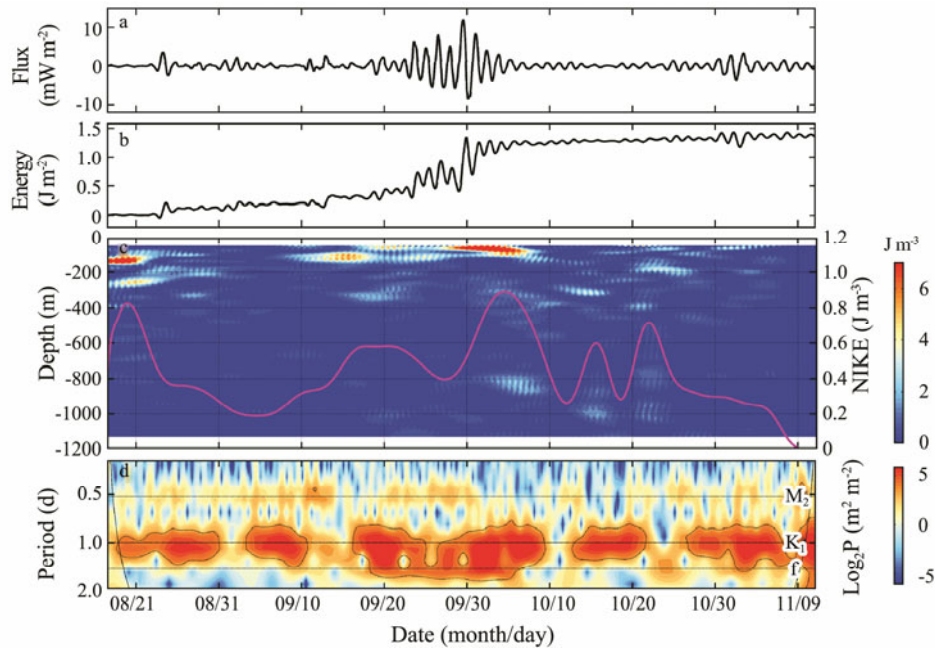 a
10
0
-10
Flux
(mW m-2)
b
1.5
1.0
0.5
0
Energy
(J m-2)
c
0
-200
-400
-600
-800
-1000
-1200
Depth (m)
1.2
1.0
0.8
0.6
0.4
0.2
0
NIKE (J m-3)
J m-3
6
4
2
0
d
0.5
1.0
2.0
Period (d)
M2
K1
f
Log2P (m2 m-2)
5
0
-5
08/21 08/31 09/10 09/20 09/30 10/10 10/20 10/30 11/09
Date (month/day)